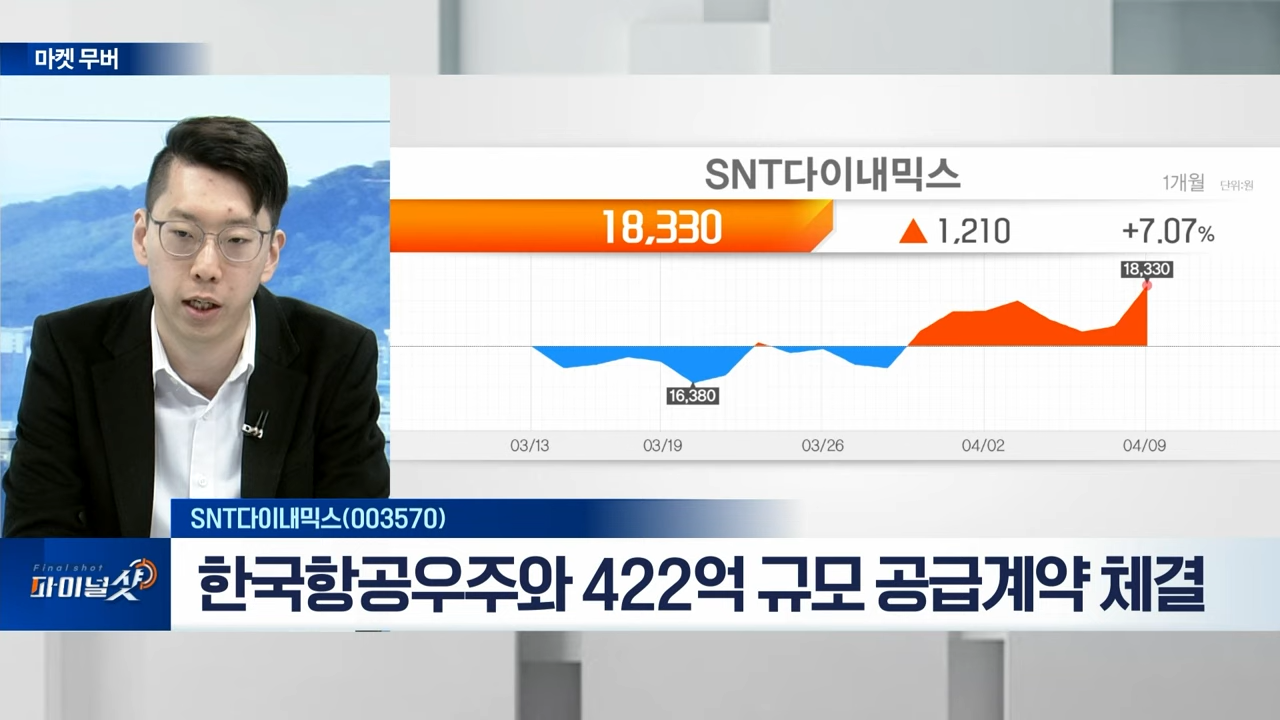 마켓 무버
SNT다이내믹스
1개월 단위:원
18,330 ▲ 1,210 +7.07%
18,330
16,380
03/13 03/19 03/26 04/02 04/09
SNT다이내믹스(003570)
Final shot
파이널샷
한국항공우주와 422억 규모 공급계약 체결